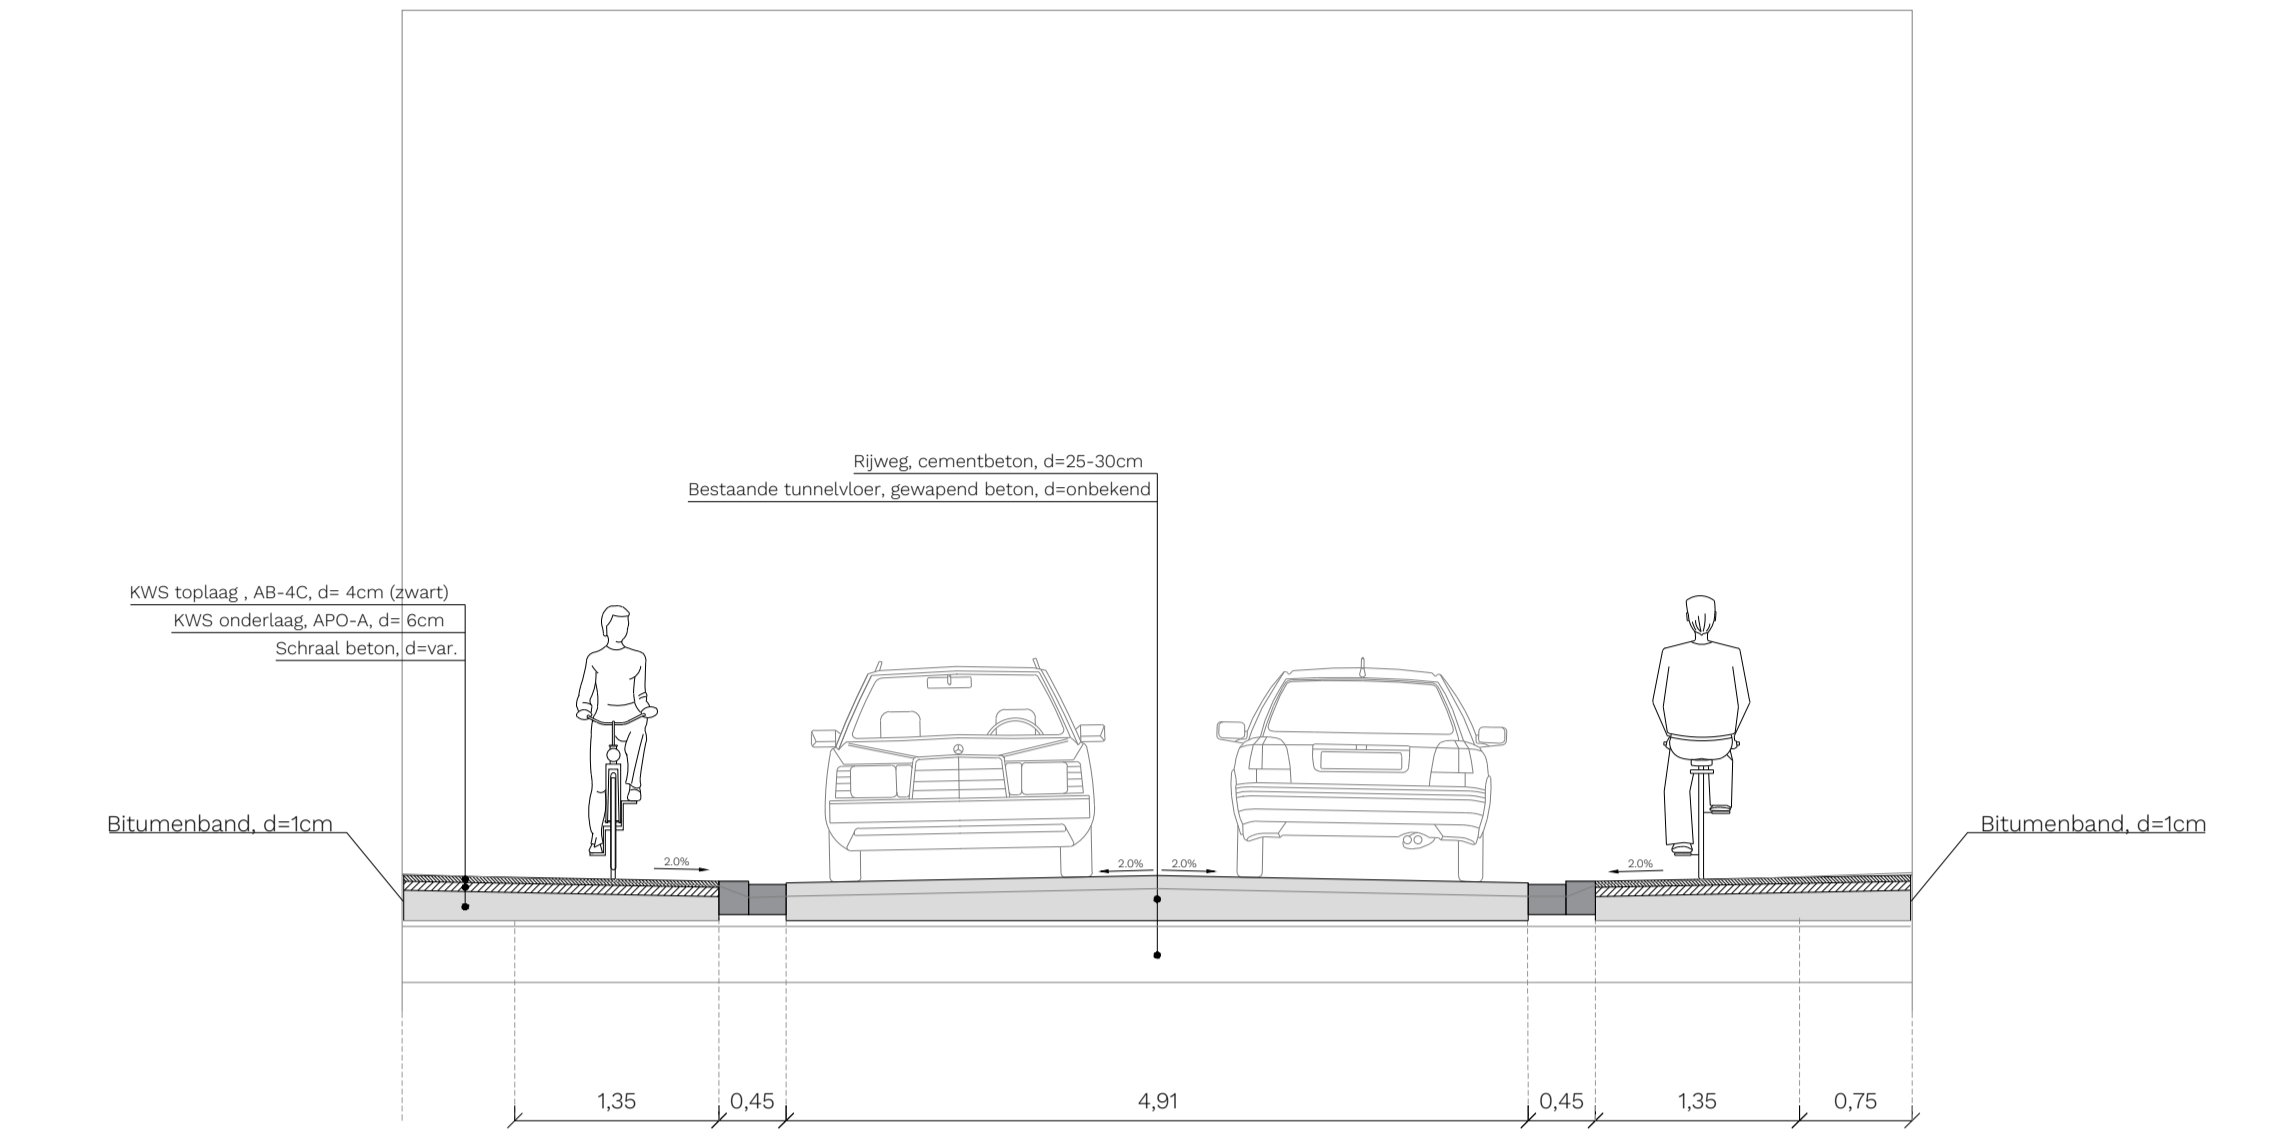 Rijweg, cementbeton, d=25-30cm
Bestaande tunnelvloer, gewapend beton, d=onbekend
KWS toplaag , AB-4C, d= 4cm (zwart)
KWS onderlaag, APO-A, d= 6cm
Schraal beton, d=var.
Bitumenband, d=1cm
Bitumenband, d=1cm
2.0%
2.0%
2.0%
2.0%
1,35
0,45
4,91
0,45
1,35
0,75